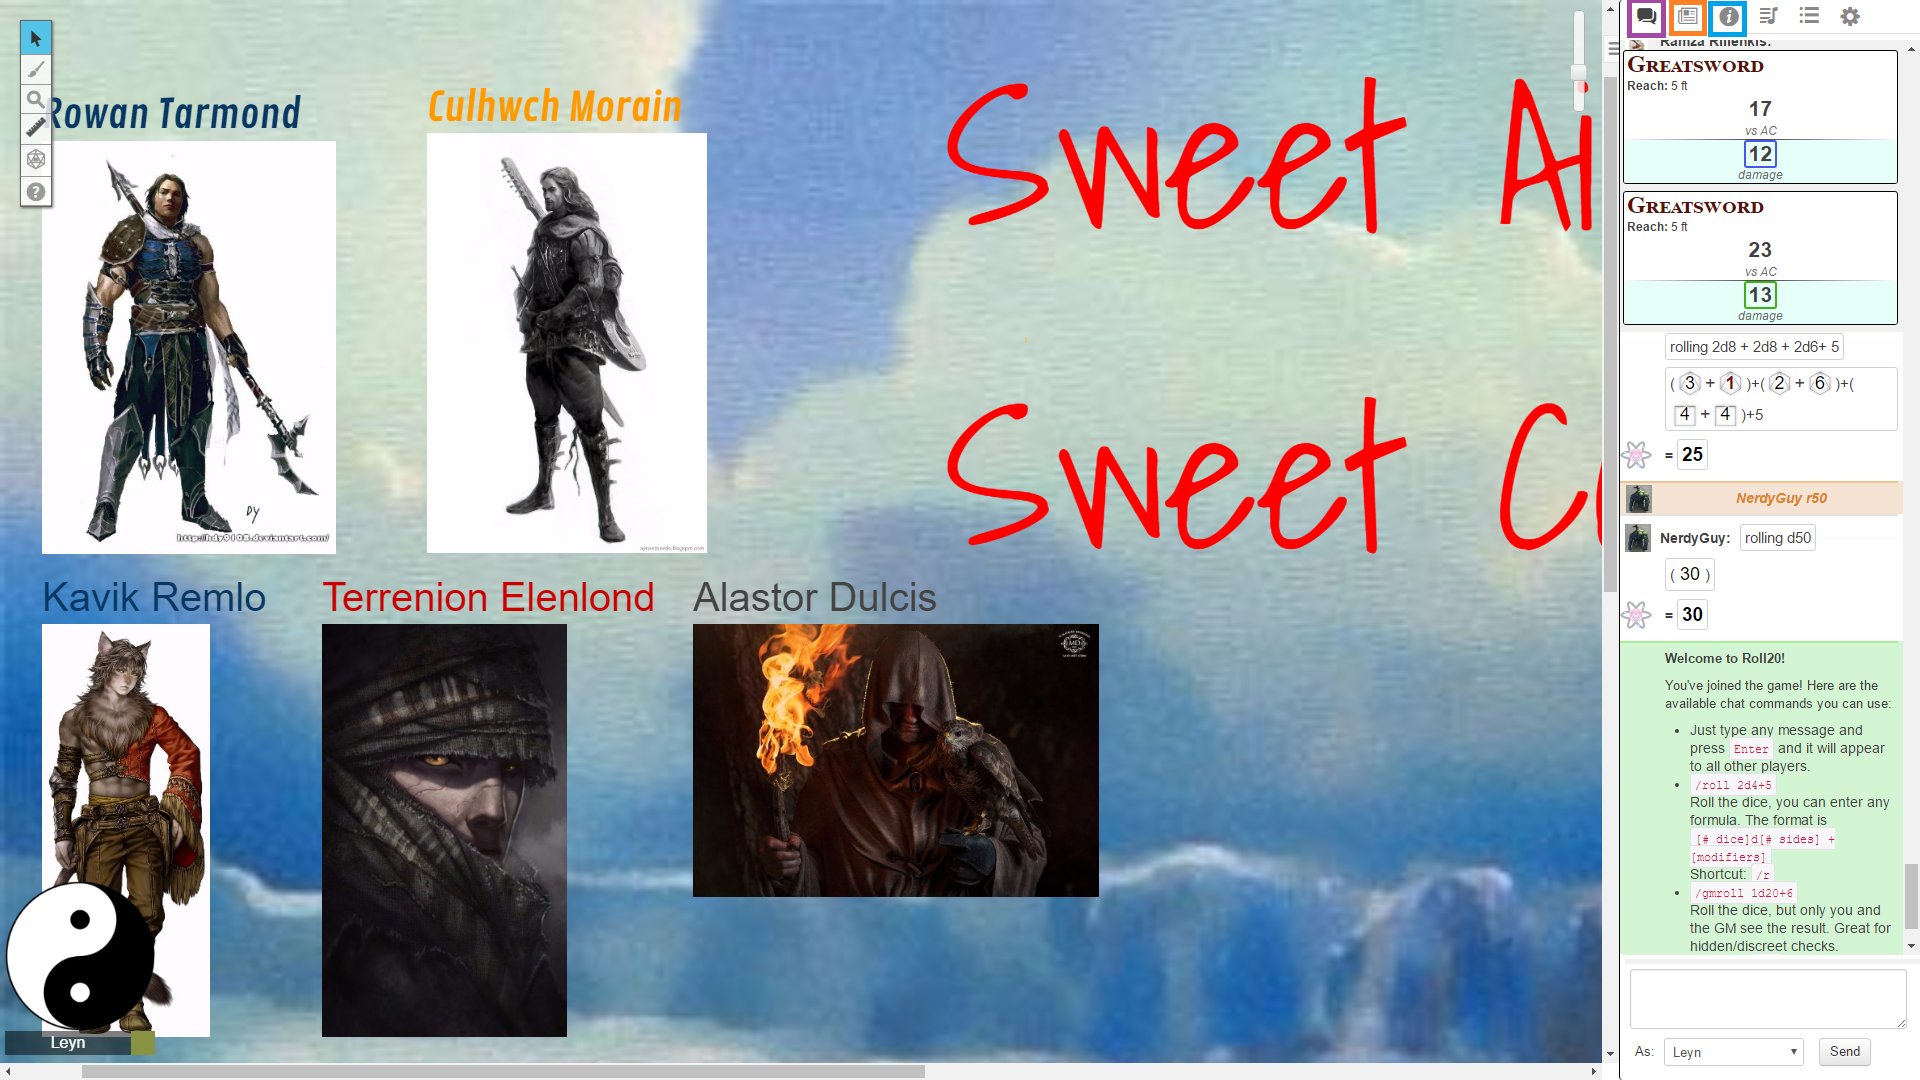 Rowan Tarmond
Culhwch Morain
Sweet
Sweet
DY
http://hdy0108.deviantart.com/
Kavik Remlo
Terrenion Elenlond
Alastor Dulcis
MD
Leyn
GREATSWORD
Reach: 5 ft
17
vs AC
12
damage
GREATSWORD
Reach: 5 ft
23
vs AC
13
damage
rolling 2d8 + 2d8 + 2d6+ 5
( 3 + 1 )+( 2 + 6 )+(
4 + 4 )+5
= 25
NerdyGuy r50
NerdyGuy: rolling d50
( 30 )
= 30
Welcome to Roll20!
You've joined the game! Here are the
available chat commands you can use:
• Just type any message and
press Enter and it will appear
to all other players.
• /roll 2d4+5
Roll the dice, you can enter any
formula. The format is
[# dice]d[# sides] +
[modifiers]
Shortcut: /r
• /gmroll 1d20+6
Roll the dice, but only you and
the GM see the result. Great for
hidden/discreet checks.
As: Leyn Send